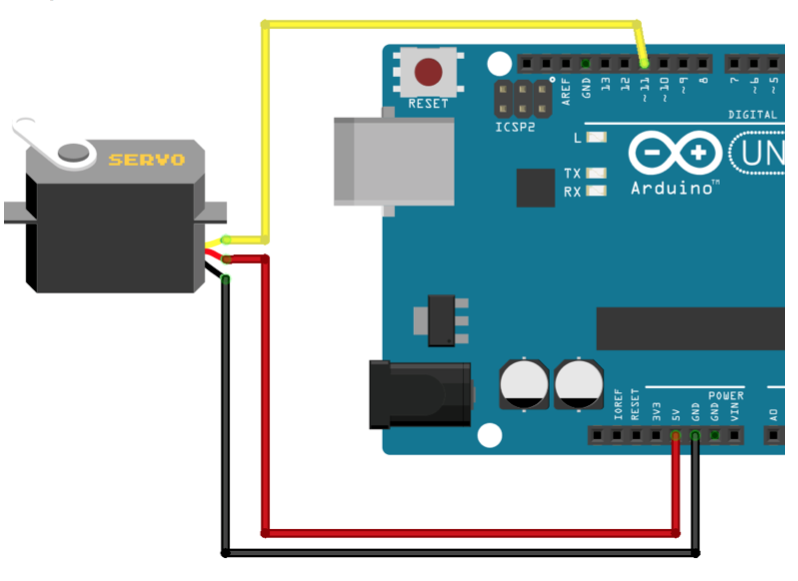 RESET
ICSP2
AREF
GND
13
12
~11
~10
~9
8
7
~6
~5
DIGITAL
L
TX
RX
UN
Arduino™
SERVO
POWER
IOREF
RESET
3V3
5V
GND
GND
VIN
A0